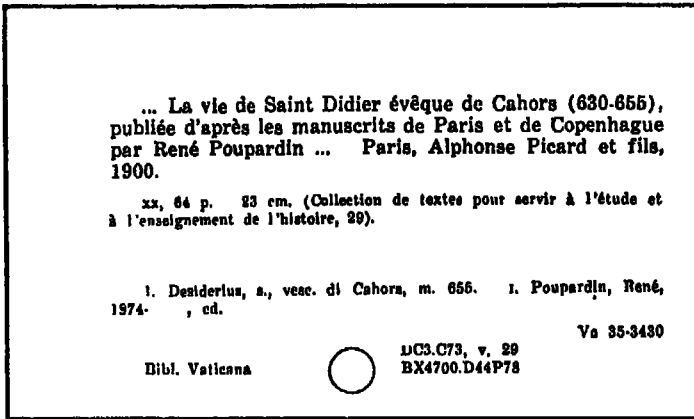 ... La vie de Saint Didier évêque de Cahors (630-655),
publiée d'après les manuscrits de Paris et de Copenhague
par René Poupardin ... Paris, Alphonse Picard et fils,
1900.
xx, 64 p. 23 cm. (Collection de textes pour servir à l'étude et
à l'enseignement de l'histoire, 29).
1. Desiderius, s., vesc. di Cahors, m. 655. I. Poupardin, René,
1974- , ed.
Va 35-3430
DC3.C73, v. 29
Bibl. Vaticana BX4700.D44P78